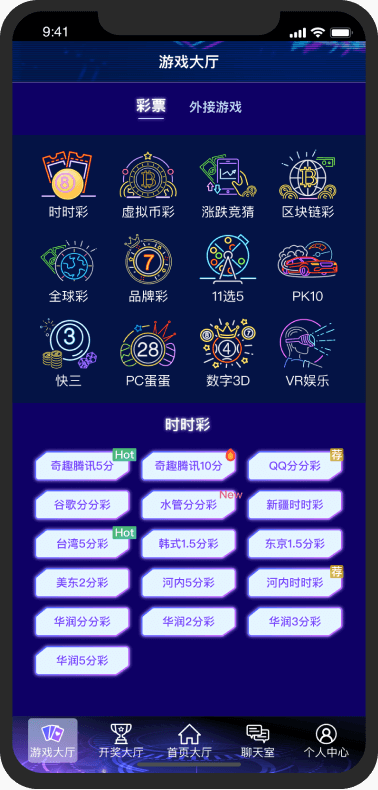 9:41
游戏大厅
彩票 外接游戏
8 B B
时时彩 虚拟币彩 涨跌竞猜 区块链彩
7
全球彩 品牌彩 11选5 PK10
3 28 4
快三 PC蛋蛋 数字3D VR娱乐
时时彩
Hot 荐
奇趣腾讯5分 奇趣腾讯10分 QQ分分彩
New
谷歌分分彩 水管分分彩 新疆时时彩
Hot
台湾5分彩 韩式1.5分彩 东京1.5分彩
荐
美东2分彩 河内5分彩 河内时时彩
华润分分彩 华润2分彩 华润3分彩
华润5分彩
游戏大厅 开奖大厅 首页大厅 聊天室 个人中心